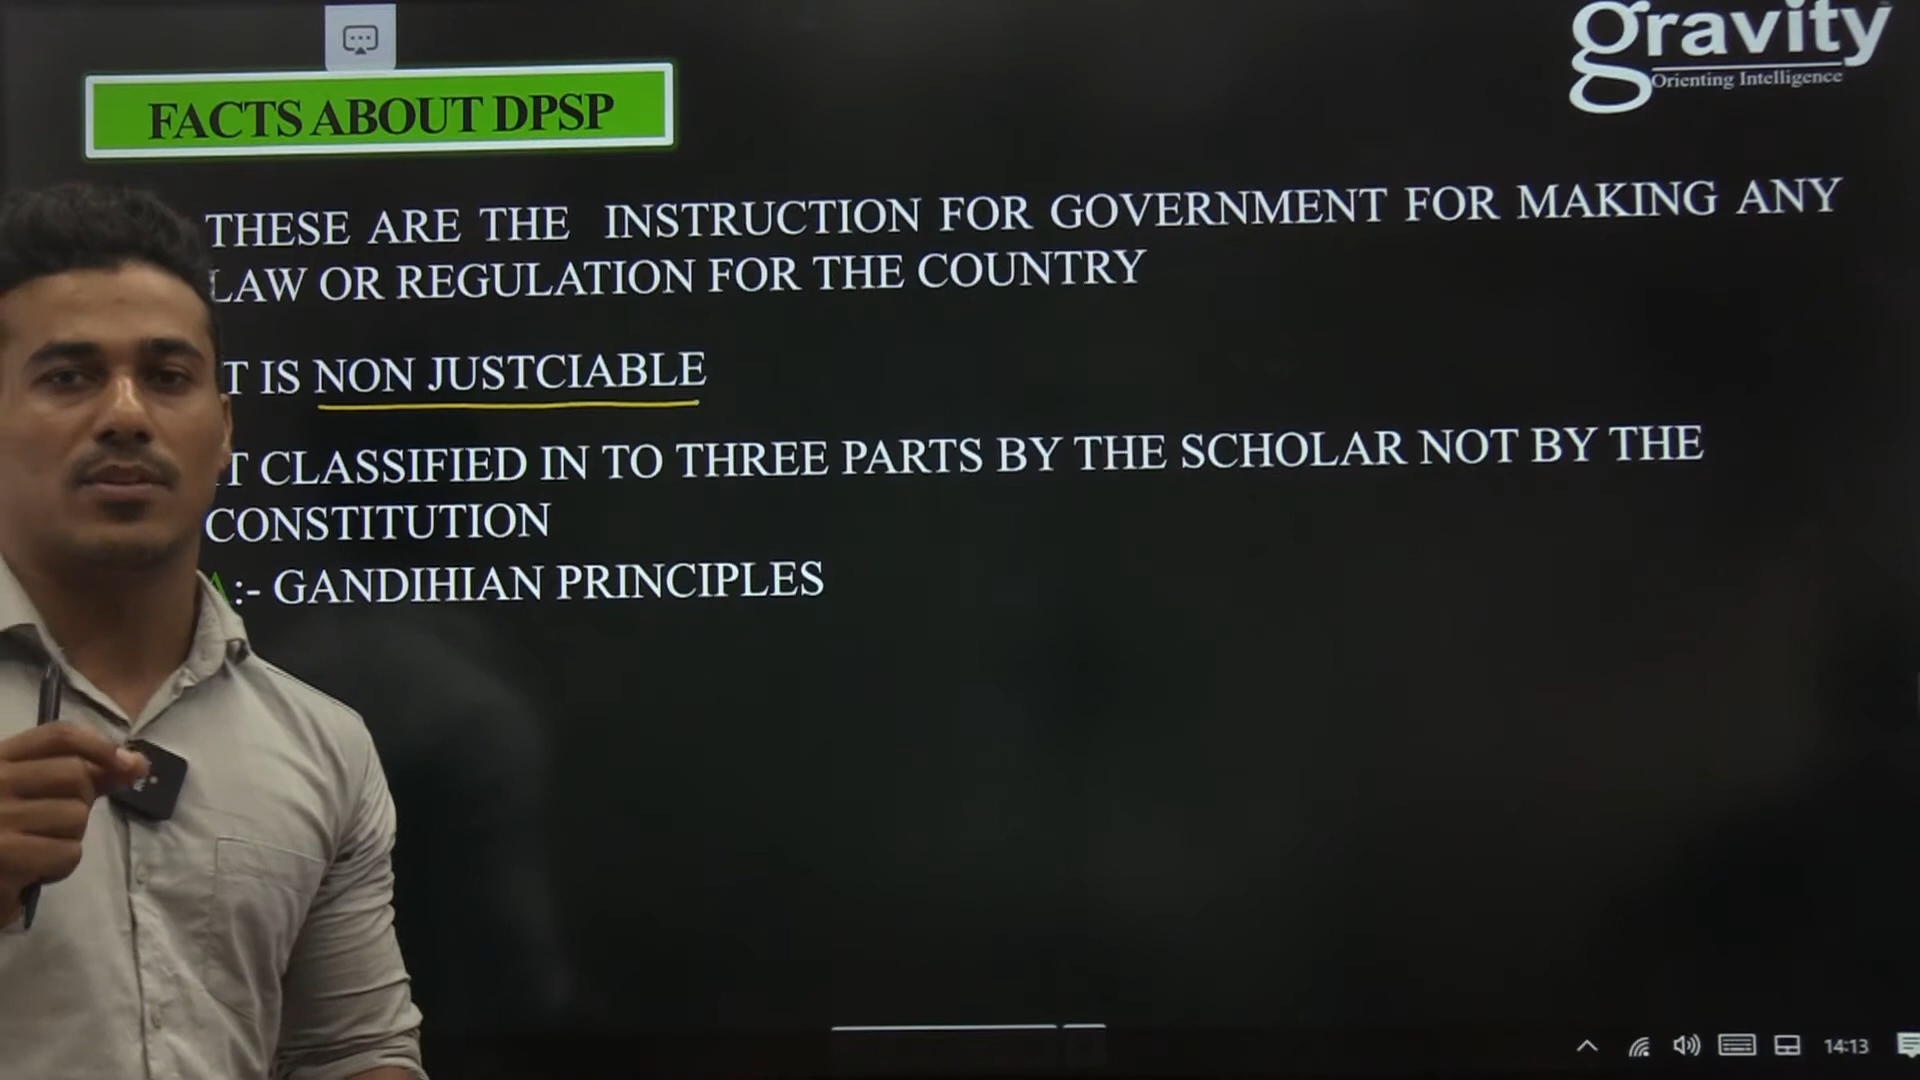 gravity
Orienting Intelligence
FACTS ABOUT DPSP
THESE ARE THE INSTRUCTION FOR GOVERNMENT FOR MAKING ANY
LAW OR REGULATION FOR THE COUNTRY
T IS NON JUSTCIABLE
T CLASSIFIED IN TO THREE PARTS BY THE SCHOLAR NOT BY THE
CONSTITUTION
A:- GANDIHIAN PRINCIPLES
14:13